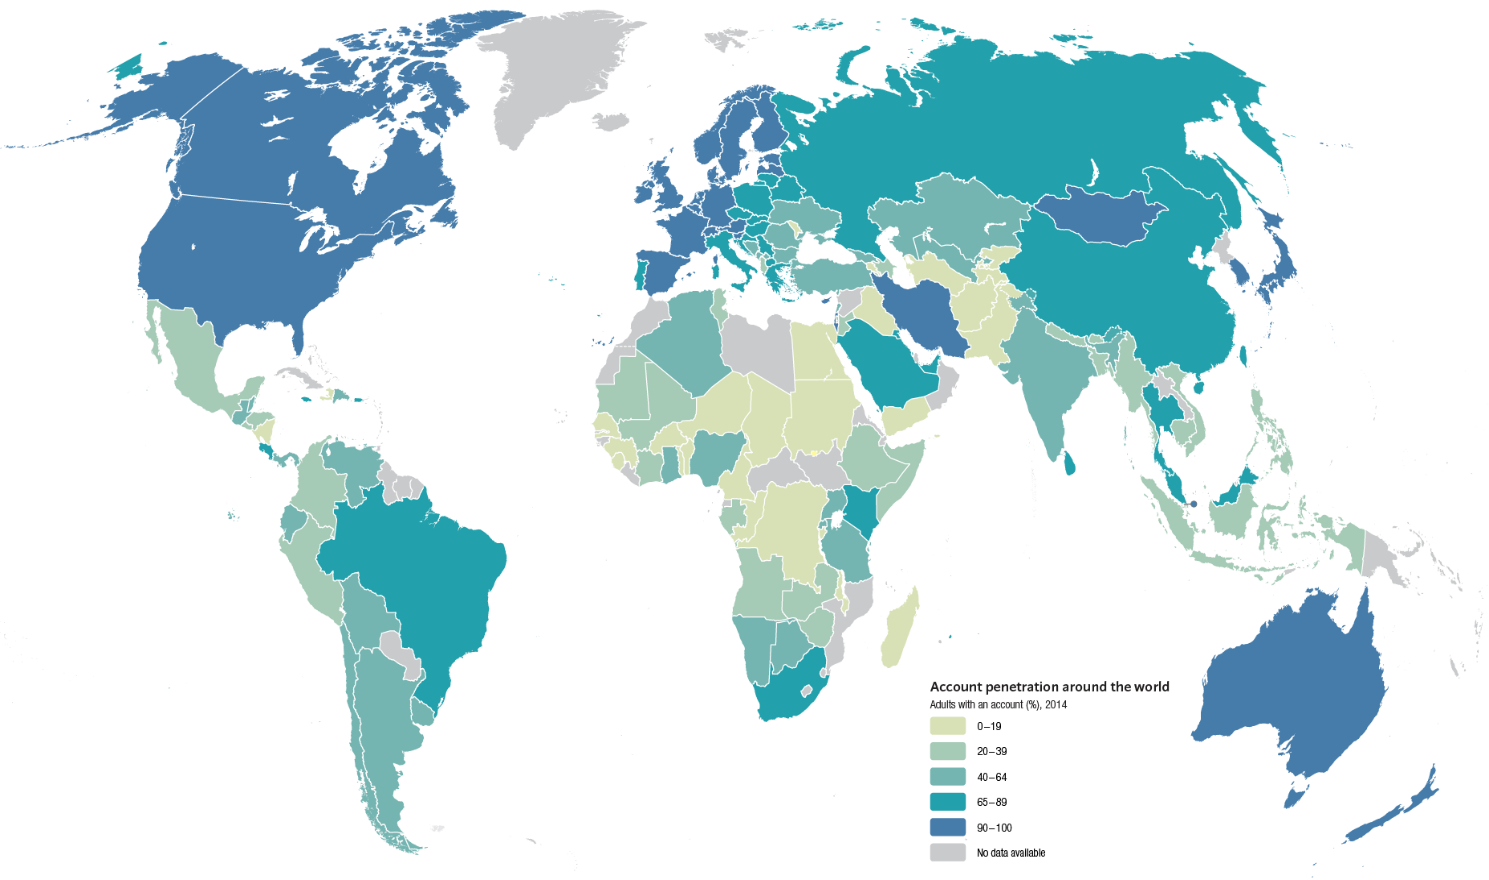 Account penetration around the world
Adults with an account (%), 2014
0–19
20–39
40–64
65–89
90–100
No data available